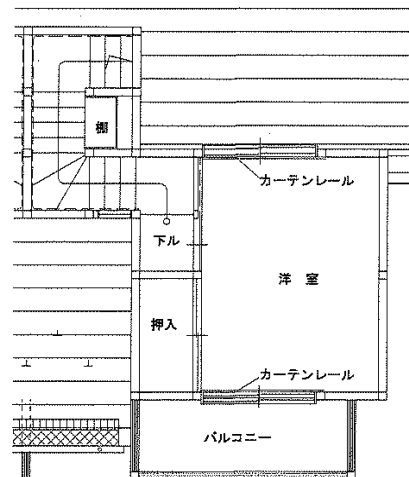 棚
カーテンレール
下ル
洋 室
押入
カーテンレール
バルコニー